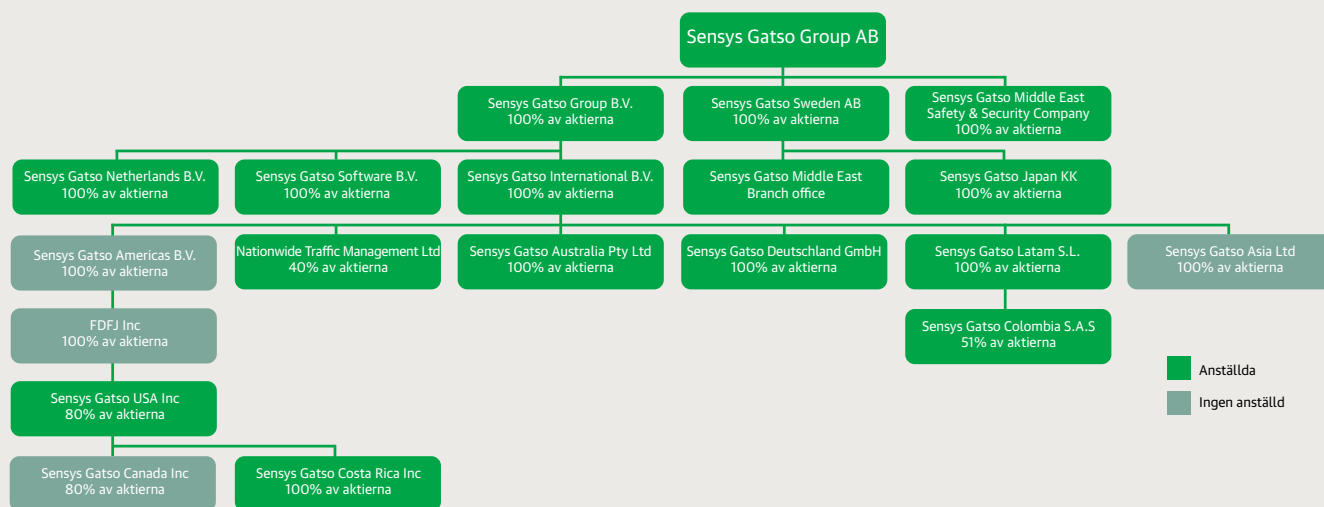 Sensys Gatso Group AB
Sensys Gatso Group B.V.
100% av aktierna
Sensys Gatso Sweden AB
100% av aktierna
Sensys Gatso Middle East
Safety & Security Company
100% av aktierna
Sensys Gatso Netherlands B.V.
100% av aktierna
Sensys Gatso Software B.V.
100% av aktierna
Sensys Gatso International B.V.
100% av aktierna
Sensys Gatso Middle East
Branch office
Sensys Gatso Japan KK
100% av aktierna
Sensys Gatso Americas B.V.
100% av aktierna
Nationwide Traffic Management Ltd
40% av aktierna
Sensys Gatso Australia Pty Ltd
100% av aktierna
Sensys Gatso Deutschland GmbH
100% av aktierna
Sensys Gatso Latam S.L.
100% av aktierna
Sensys Gatso Asia Ltd
100% av aktierna
FDFJ Inc
100% av aktierna
Sensys Gatso Colombia S.A.S
51% av aktierna
Sensys Gatso USA Inc
80% av aktierna
Anställda
Ingen anställd
Sensys Gatso Canada Inc
80% av aktierna
Sensys Gatso Costa Rica Inc
100% av aktierna